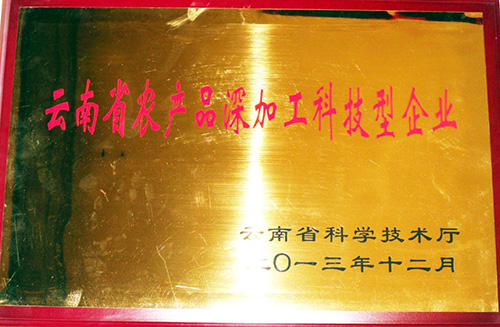 云南省农产品深加工科技型企业
云南省科学技术厅
二〇一三年十二月